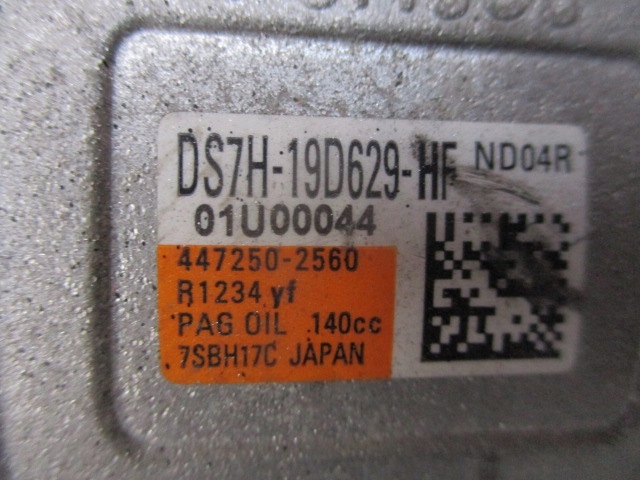 DS7H-19D629-HF ND04R
01U00044
447250-2560
R1234 yf
PAG OIL 140cc
7SBH17C JAPAN